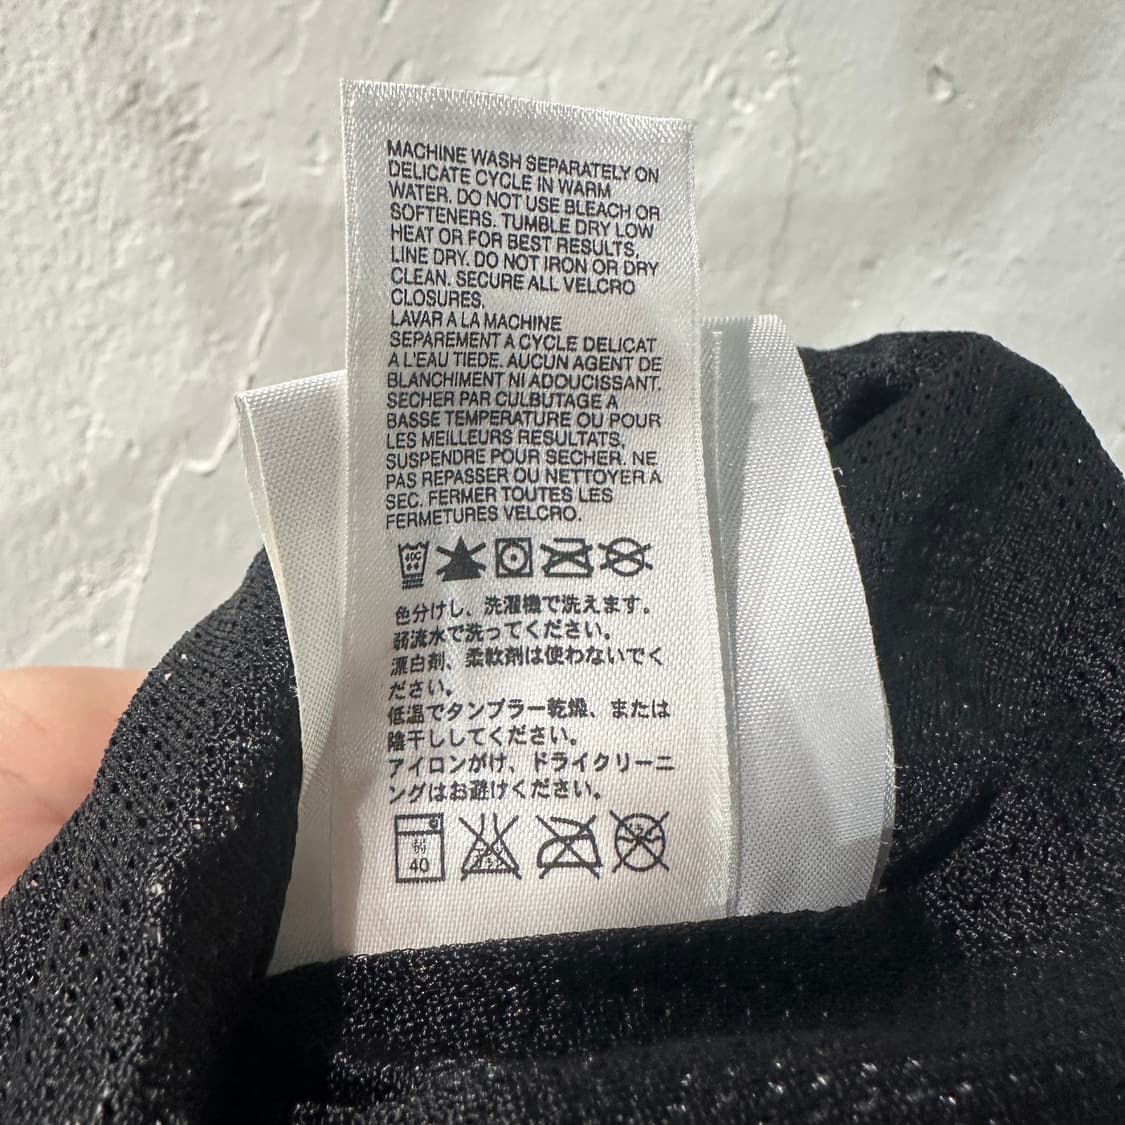 MACHINE WASH SEPARATELY ON
DELICATE CYCLE IN WARM
WATER. DO NOT USE BLEACH OR
SOFTENERS. TUMBLE DRY LOW
HEAT OR FOR BEST RESULTS,
LINE DRY. DO NOT IRON OR DRY
CLEAN. SECURE ALL VELCRO
CLOSURES.
LAVAR A LA MACHINE
SEPAREMENT A CYCLE DELICAT
A L'EAU TIEDE. AUCUN AGENT DE
BLANCHIMENT NI ADOUCISSANT.
SECHER PAR CULBUTAGE A
BASSE TEMPERATURE OU POUR
LES MEILLEURS RESULTATS,
SUSPENDRE POUR SECHER. NE
PAS REPASSER OU NETTOYER A
SEC. FERMER TOUTES LES
FERMETURES VELCRO.
40C
色分けし、洗濯機で洗えます。
弱流水で洗ってください。
漂白剤、柔軟剤は使わないでく
ださい。
低温でタンブラー乾燥、または
陰干ししてください。
アイロンがけ、ドライクリーニ
ングはお避けください。
弱
40